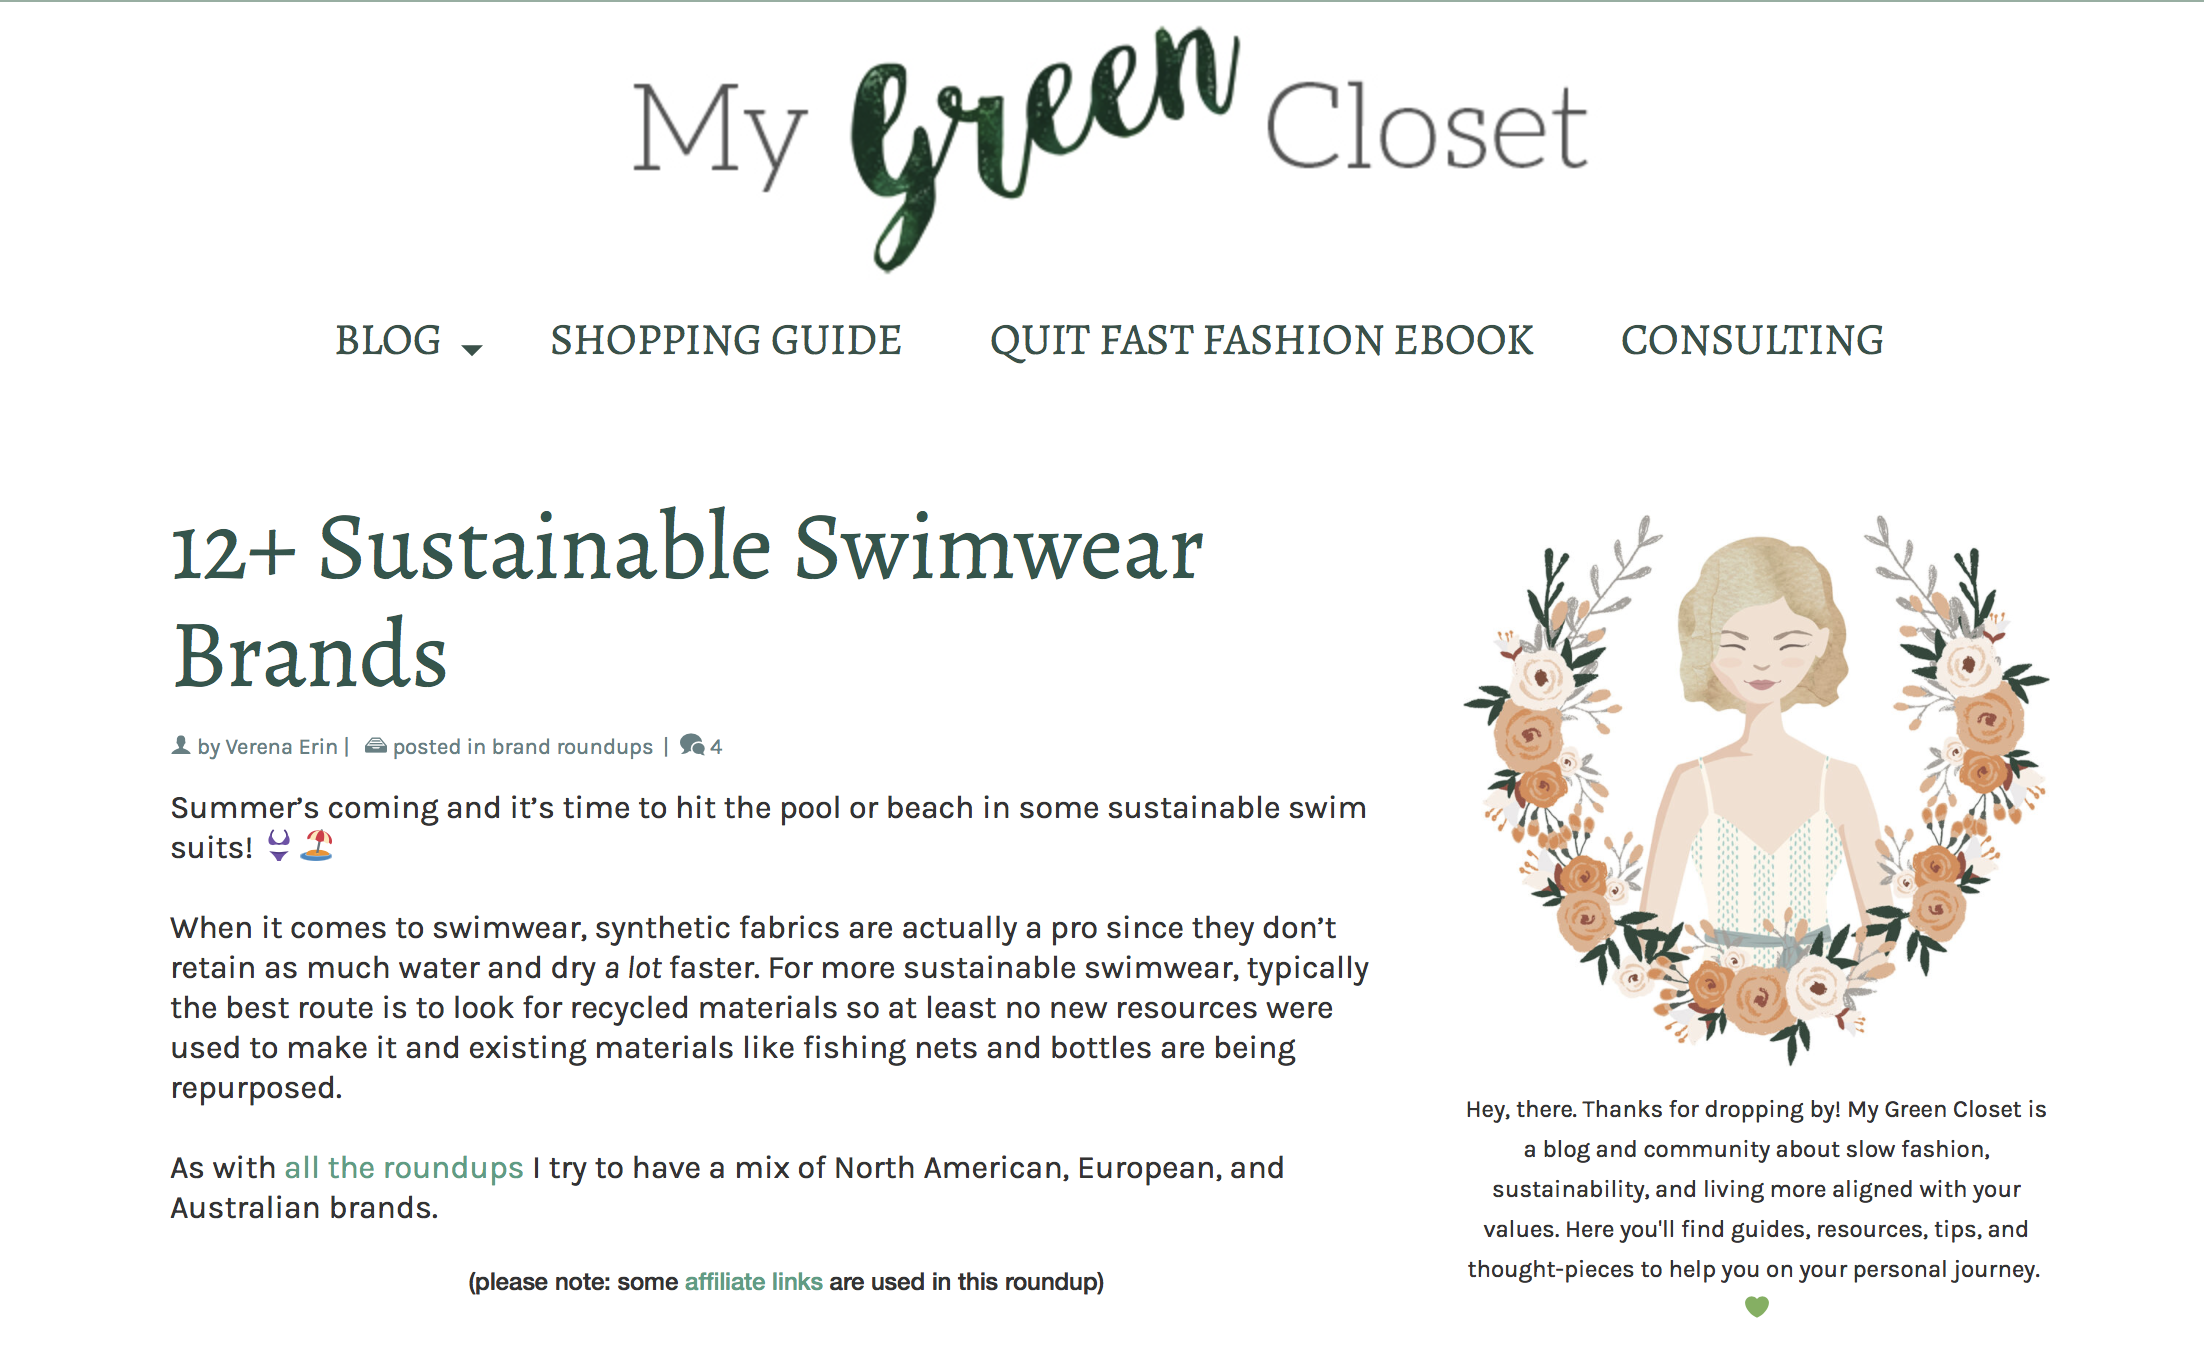 My Green Closet
BLOG
SHOPPING GUIDE
QUIT FAST FASHION EBOOK
CONSULTING
12+ Sustainable Swimwear
Brands
by Verena Erin | posted in brand roundups | 4
Summer’s coming and it’s time to hit the pool or beach in some sustainable swim
suits! 👙 🏖
When it comes to swimwear, synthetic fabrics are actually a pro since they don’t
retain as much water and dry a lot faster. For more sustainable swimwear, typically
the best route is to look for recycled materials so at least no new resources were
used to make it and existing materials like fishing nets and bottles are being
repurposed.
As with all the roundups I try to have a mix of North American, European, and
Australian brands.
(please note: some affiliate links are used in this roundup)
Hey, there. Thanks for dropping by! My Green Closet is
a blog and community about slow fashion,
sustainability, and living more aligned with your
values. Here you'll find guides, resources, tips, and
thought-pieces to help you on your personal journey.